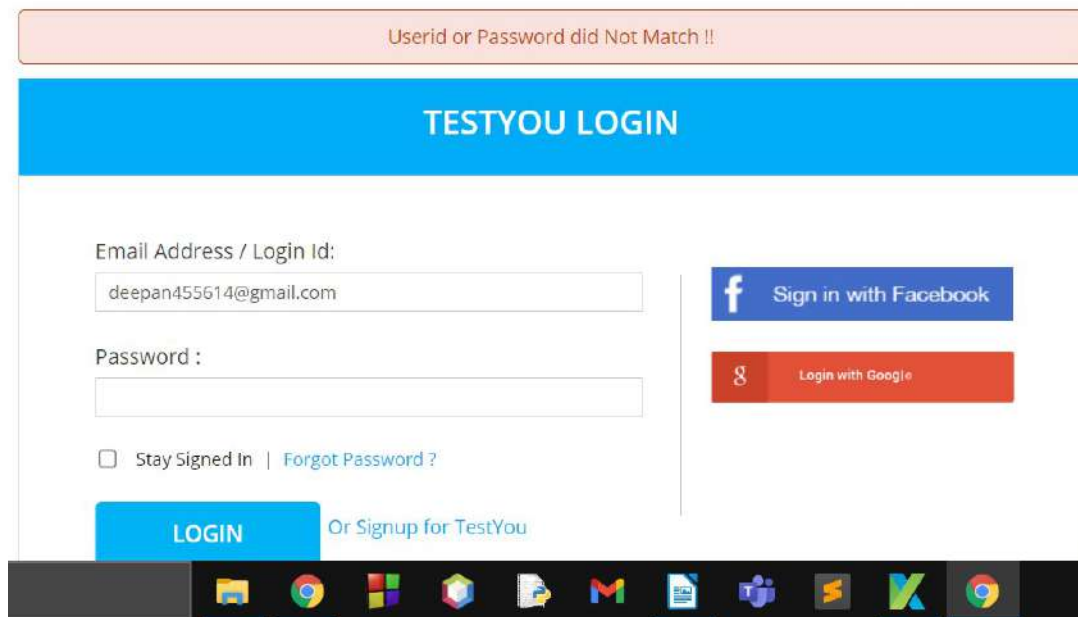 Userid or Password did Not Match !!
TESTYOU LOGIN
Email Address / Login Id:
deepan455614@gmail.com
Password :
Stay Signed In | Forgot Password ?
LOGIN
Or Signup for TestYou
f Sign in with Facebook
g Login with Google